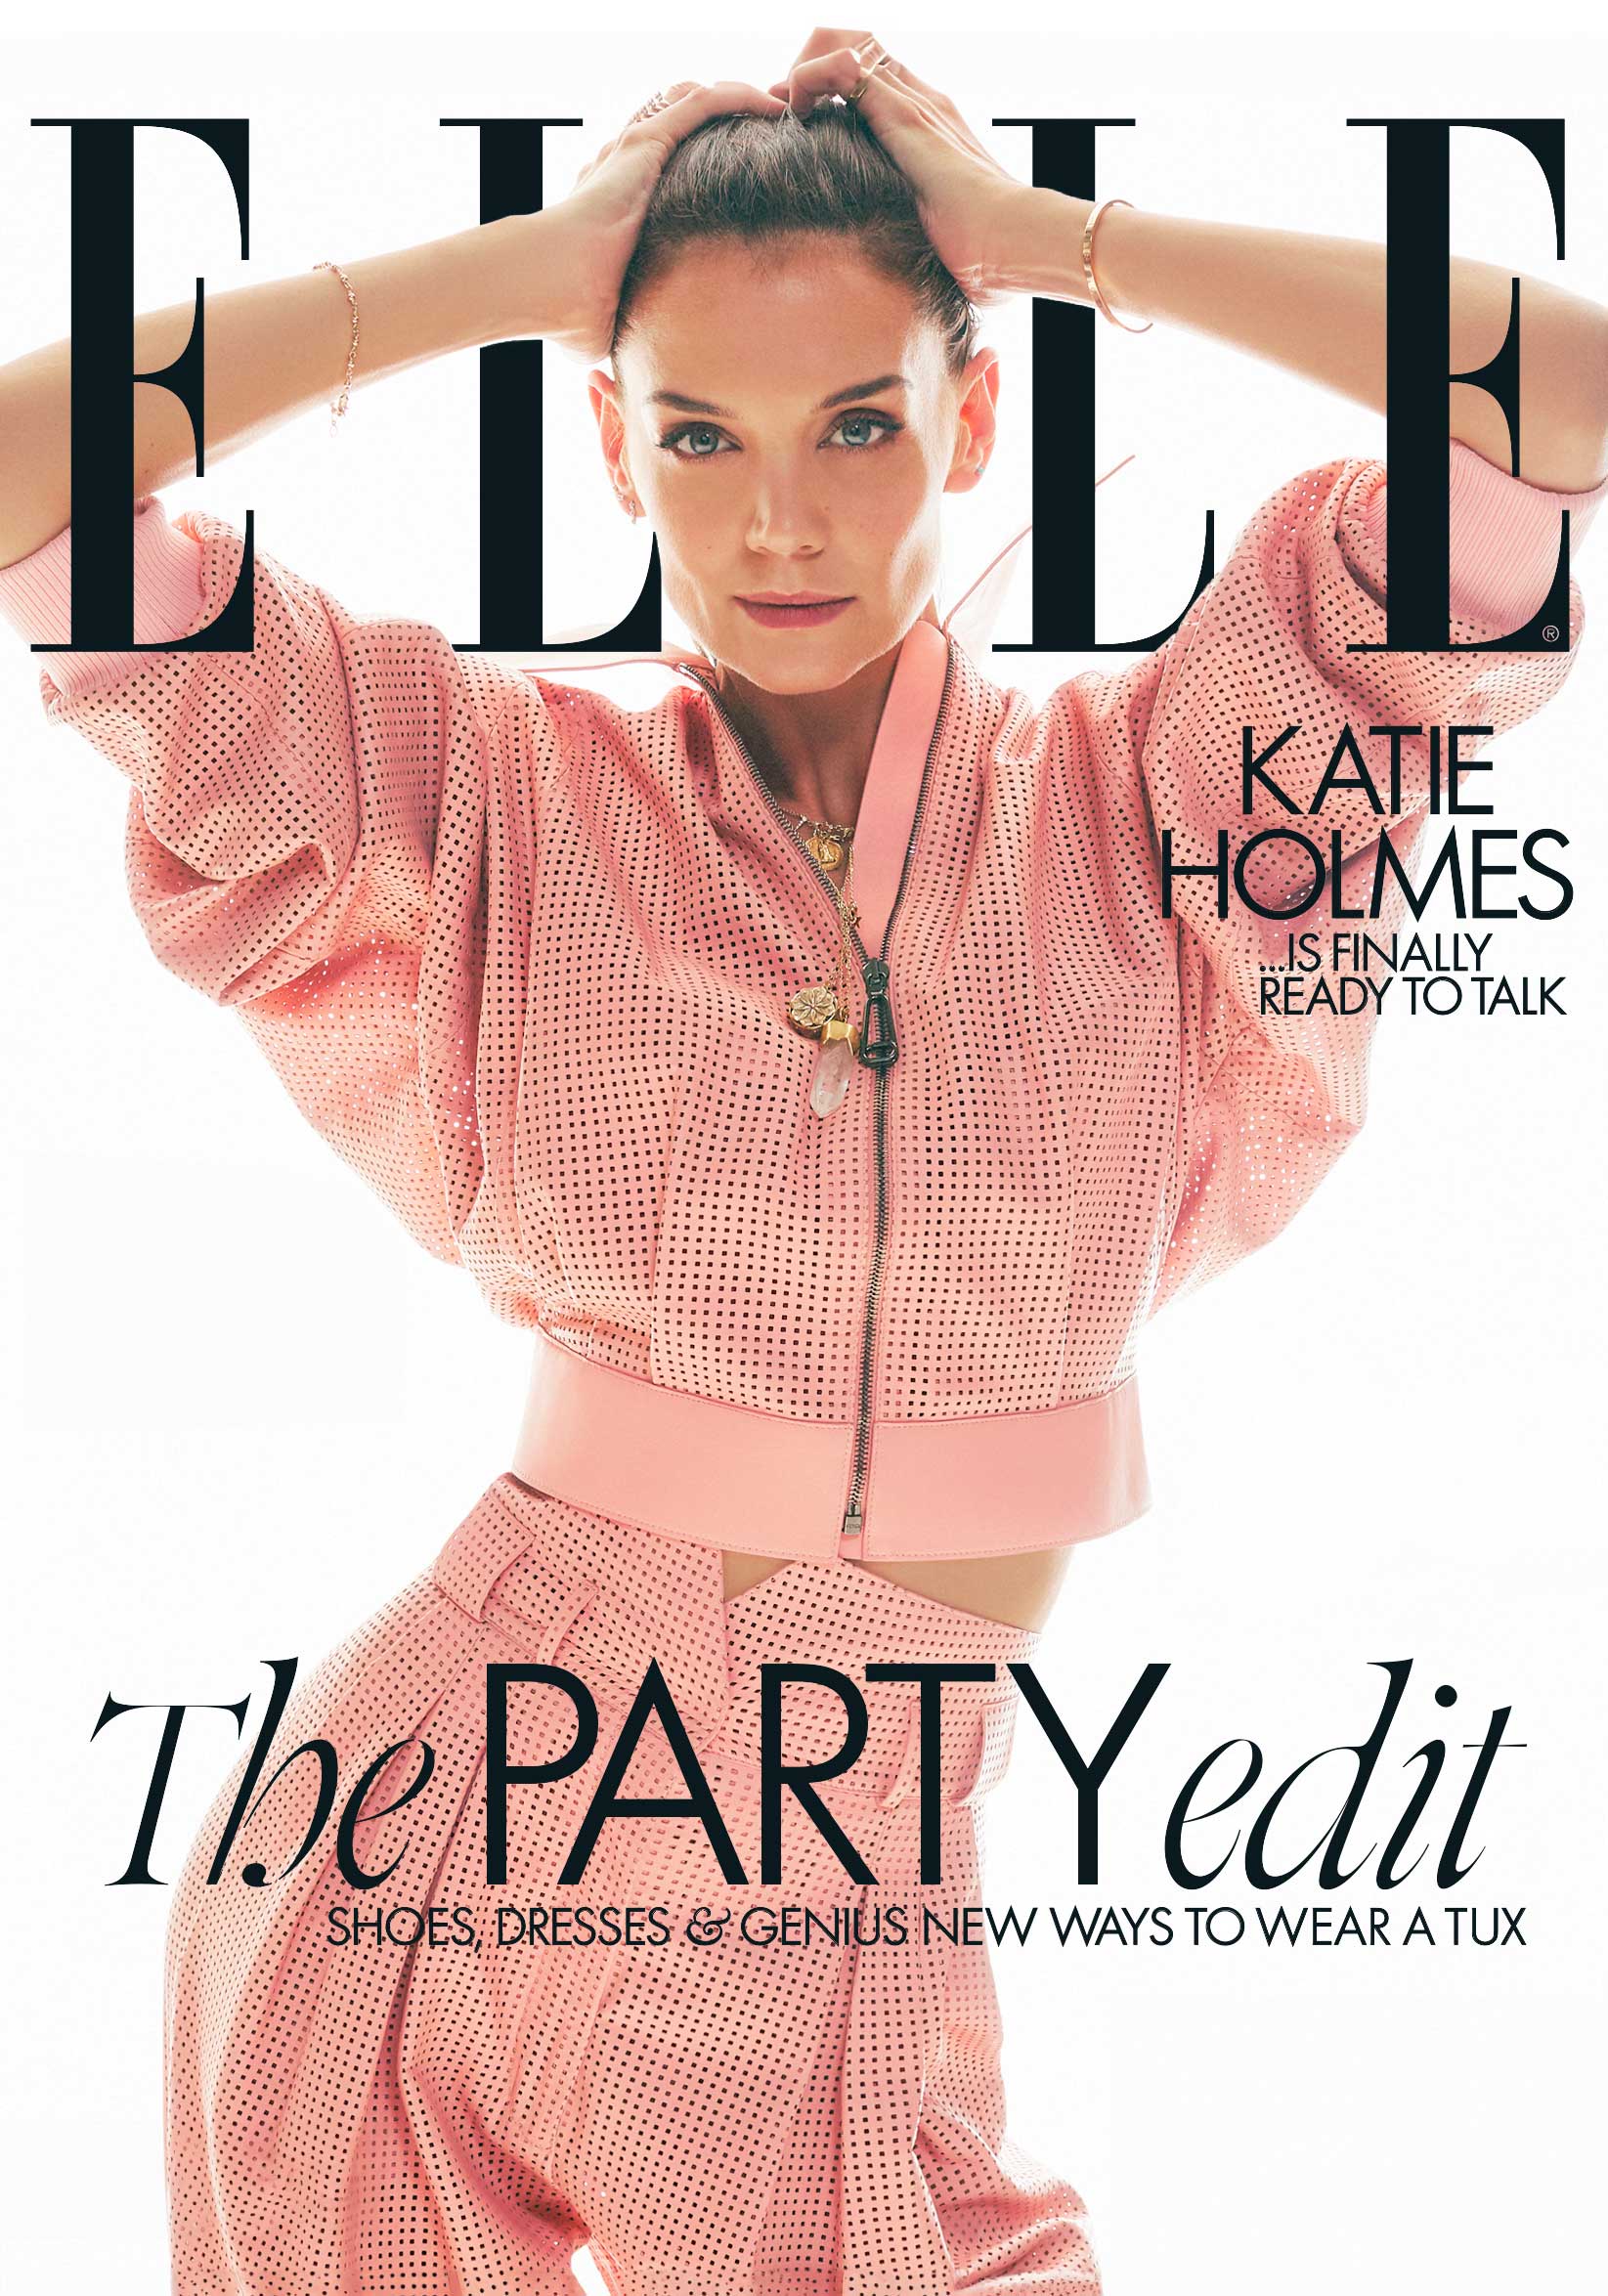 ELLE
®
KATIE
HOLMES
...IS FINALLY
READY TO TALK
The PARTY edit
SHOES, DRESSES & GENIUS NEW WAYS TO WEAR A TUX